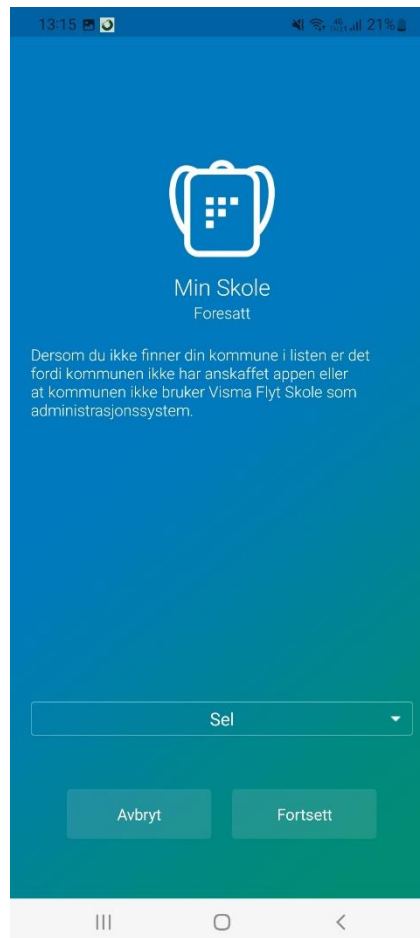 13:15
21%
Min Skole
Foresatt
Dersom du ikke finner din kommune i listen er det
fordi kommunen ikke har anskaffet appen eller
at kommunen ikke bruker Visma Flyt Skole som
administrasjonssystem.
Sel
Avbryt
Fortsett